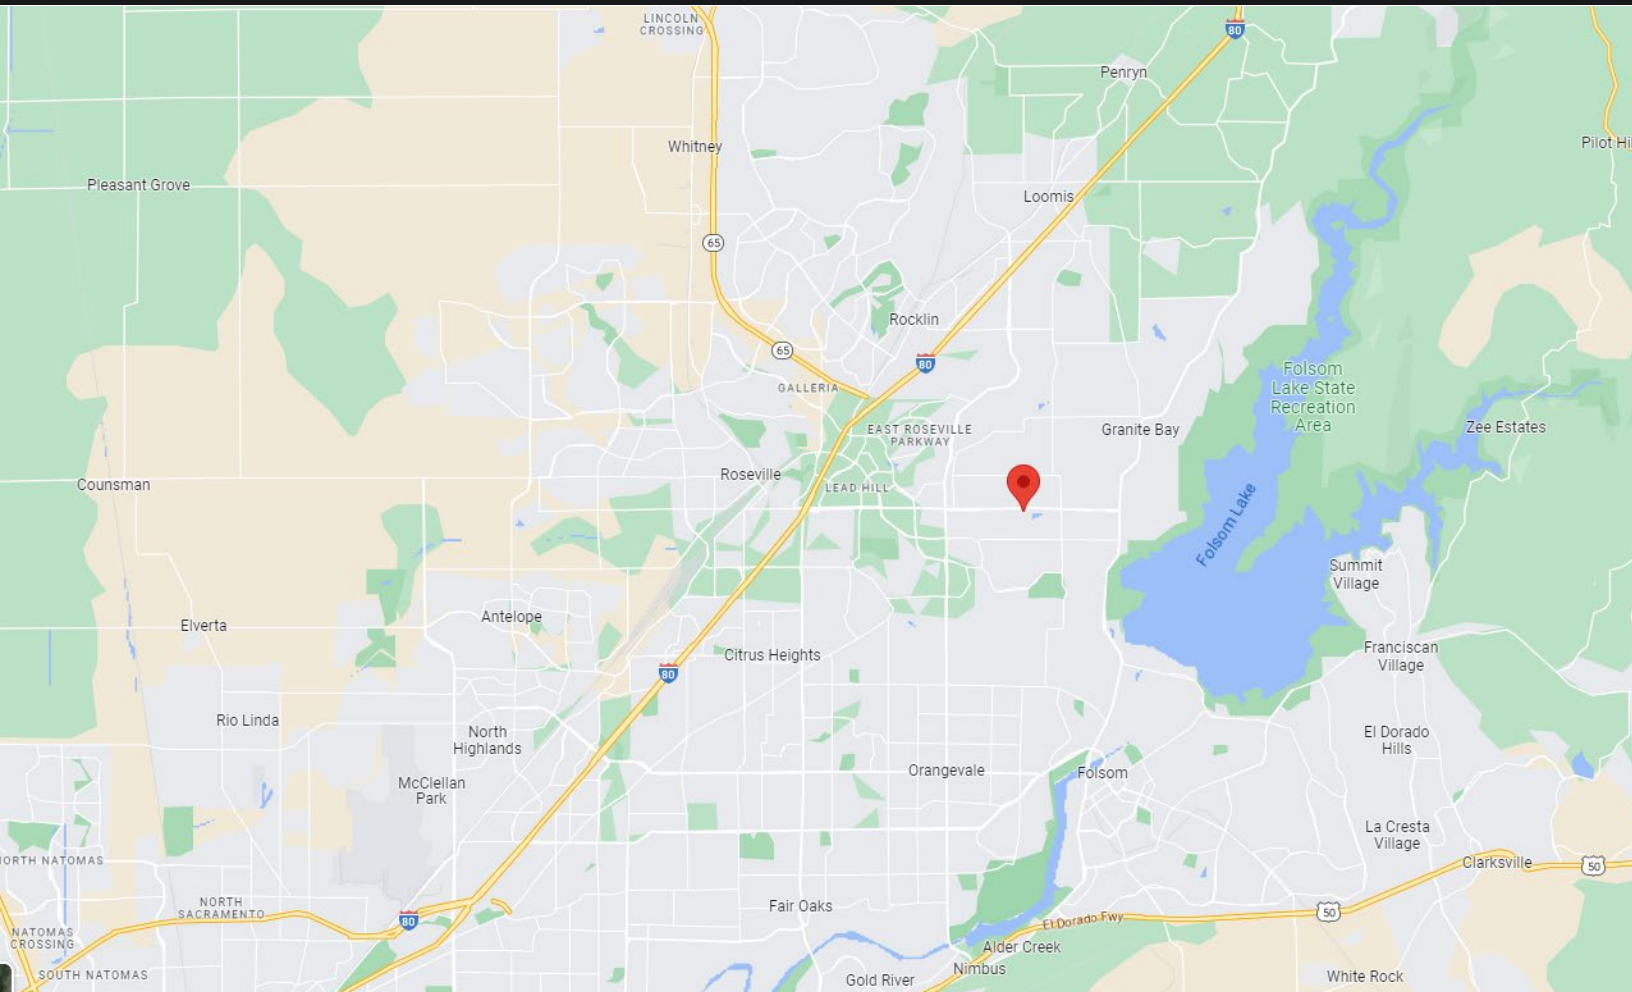 LINCOLN
CROSSING
80
Penryn
Pilot Hi
Whitney
Pleasant Grove
Loomis
65
Rocklin
65
80
GALLERIA
Folsom
Lake State
Recreation
Area
EAST ROSEVILLE
PARKWAY
Granite Bay
Zee Estates
Roseville
LEAD HILL
Counsman
Folsom Lake
Summit
Village
Antelope
Elverta
Citrus Heights
Franciscan
Village
80
Rio Linda
North
Highlands
El Dorado
Hills
Orangevale
Folsom
McClellan
Park
La Cresta
Village
ORTH NATOMAS
Clarksville
50
NORTH
SACRAMENTO
Fair Oaks
50
80
El Dorado Fwy
NATOMAS
CROSSING
Alder Creek
SOUTH NATOMAS
Nimbus
Gold River
White Rock